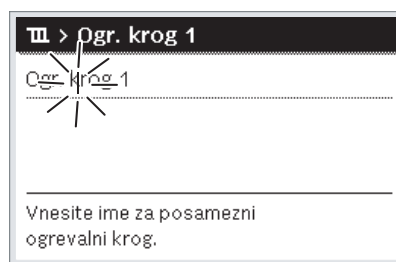 > Ogr. krog 1
Ogr. krog 1
Vnesite ime za posamezni
ogrevalni krog.